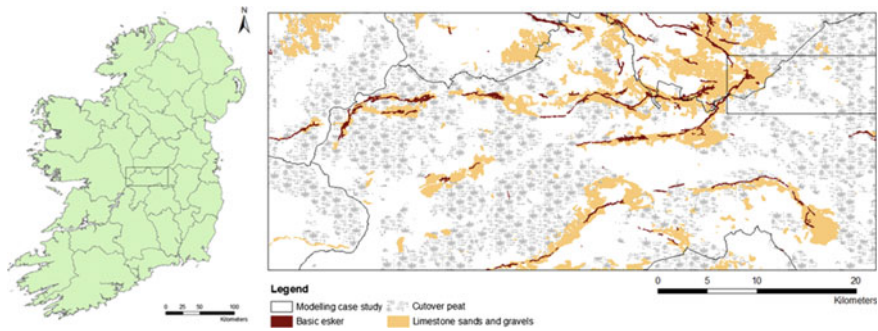 N
0 25 50 100
Kilometers
0 5 10 20
Kilometers
Legend
Modelling case study
Cutover peat
Basic esker
Limestone sands and gravels